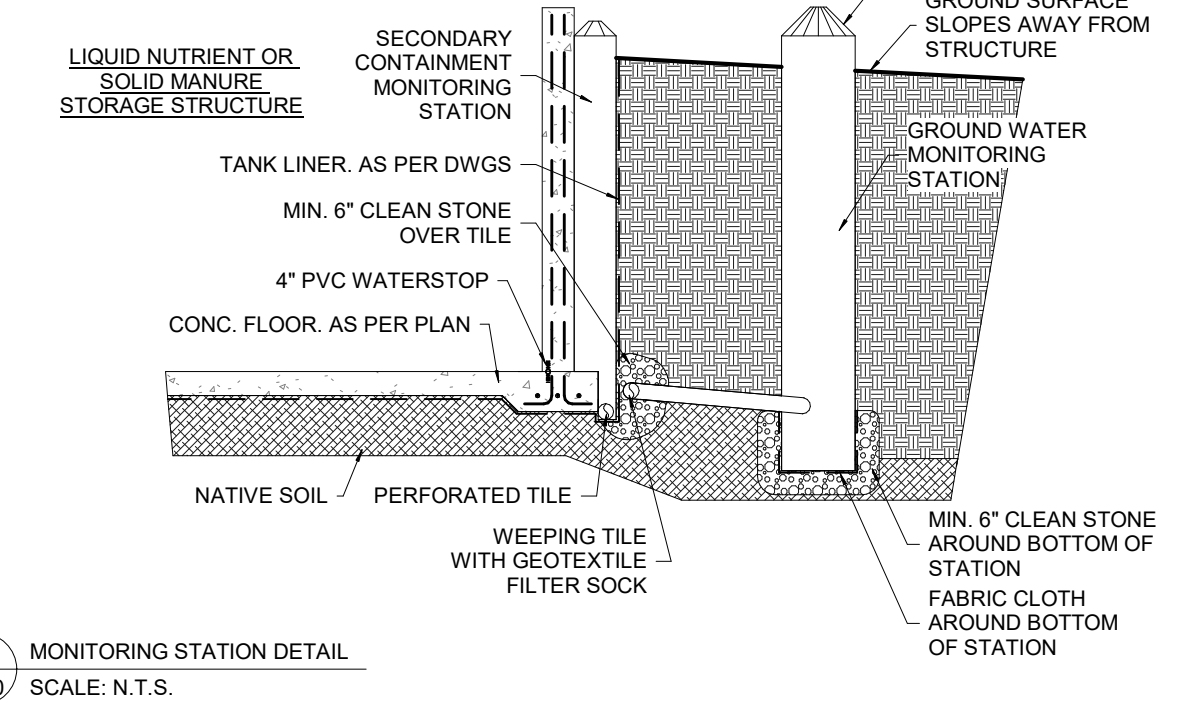 GROUND SURFACE
SLOPES AWAY FROM
STRUCTURE
LIQUID NUTRIENT OR
SOLID MANURE
STORAGE STRUCTURE
SECONDARY
CONTAINMENT
MONITORING
STATION
GROUND WATER
MONITORING
STATION
TANK LINER. AS PER DWGS
MIN. 6" CLEAN STONE
OVER TILE
4" PVC WATERSTOP
CONC. FLOOR. AS PER PLAN
NATIVE SOIL
PERFORATED TILE
WEEPING TILE
WITH GEOTEXTILE
FILTER SOCK
MIN. 6" CLEAN STONE
AROUND BOTTOM OF
STATION
FABRIC CLOTH
AROUND BOTTOM
OF STATION
MONITORING STATION DETAIL
0 SCALE: N.T.S.